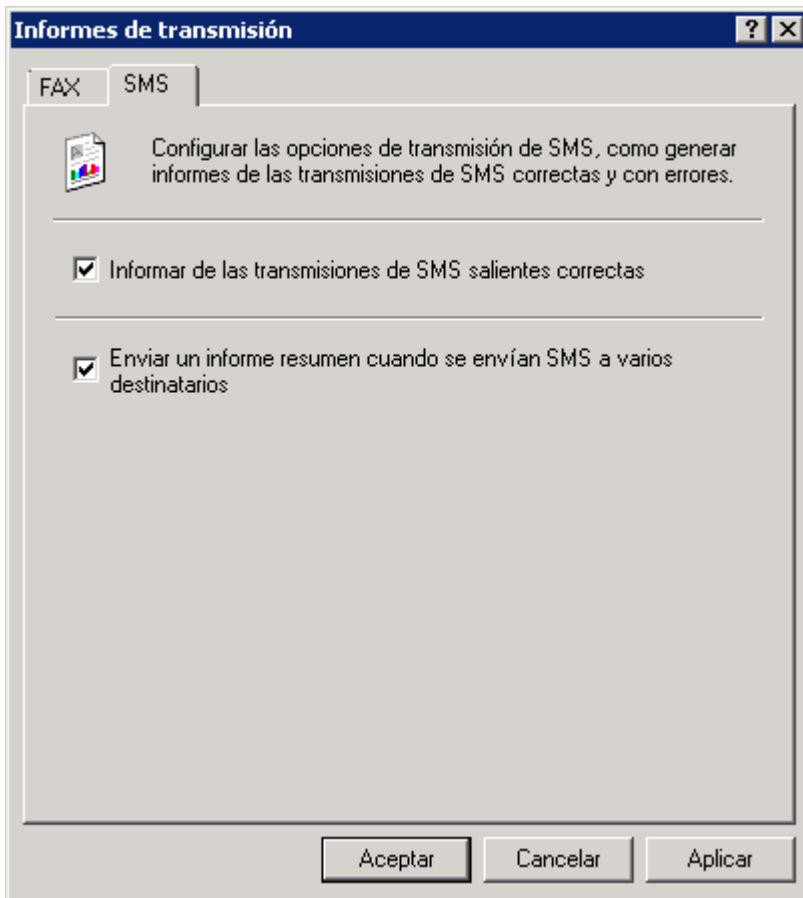 Informes de transmisión
FAX
SMS
Configurar las opciones de transmisión de SMS, como generar
informes de las transmisiones de SMS correctas y con errores.
Informar de las transmisiones de SMS salientes correctas
Enviar un informe resumen cuando se envían SMS a varios
destinatarios
Aceptar
Cancelar
Aplicar